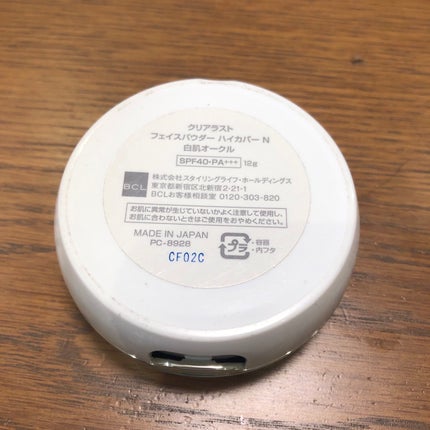 クリアラスト
フェイスパウダー ハイカバー N
白肌オークル
SPF40・PA+++ 12g
BCL
株式会社スタイリングライフ・ホールディングス
東京都新宿区北新宿2-21-1
BCLお客様相談室 0120-303-820
お肌に異常が生じていないかよく注意して使用し、
お肌に合わないときはご使用をおやめください。
MADE IN JAPAN
PC-8928
プラ
・容器
・内フタ
CF02C